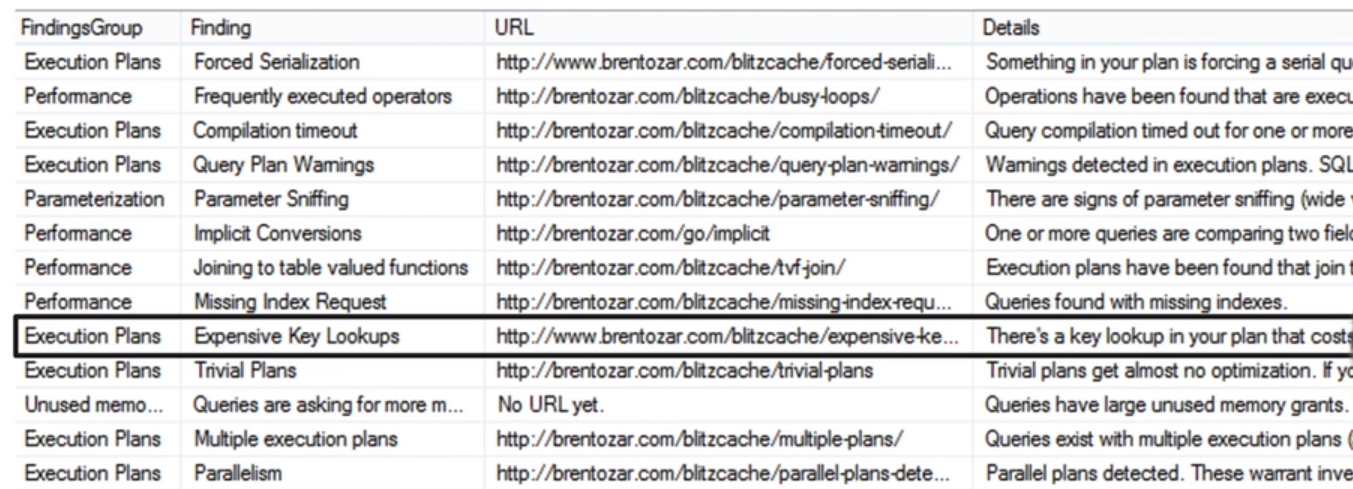 FindingsGroup Finding URL Details
Execution Plans Forced Serialization http://www.brentozar.com/blitzcache/forced-seriali... Something in your plan is forcing a serial qu
Performance Frequently executed operators http://brentozar.com/blitzcache/busy-loops/ Operations have been found that are execu
Execution Plans Compilation timeout http://brentozar.com/blitzcache/compilation-timeout/ Query compilation timed out for one or more
Execution Plans Query Plan Warnings http://brentozar.com/blitzcache/query-plan-warnings/ Warnings detected in execution plans. SQL
Parameterization Parameter Sniffing http://brentozar.com/blitzcache/parameter-sniffing/ There are signs of parameter sniffing (wide v
Performance Implicit Conversions http://brentozar.com/go/implicit One or more queries are comparing two field
Performance Joining to table valued functions http://brentozar.com/blitzcache/tvf-join/ Execution plans have been found that join t
Performance Missing Index Request http://brentozar.com/blitzcache/missing-index-requ... Queries found with missing indexes.
Execution Plans Expensive Key Lookups http://www.brentozar.com/blitzcache/expensive-ke... There's a key lookup in your plan that costs
Execution Plans Trivial Plans http://brentozar.com/blitzcache/trivial-plans Trivial plans get almost no optimization. If yo
Unused memo... Queries are asking for more m... No URL yet. Queries have large unused memory grants.
Execution Plans Multiple execution plans http://brentozar.com/blitzcache/multiple-plans/ Queries exist with multiple execution plans (
Execution Plans Parallelism http://brentozar.com/blitzcache/parallel-plans-dete... Parallel plans detected. These warrant inve